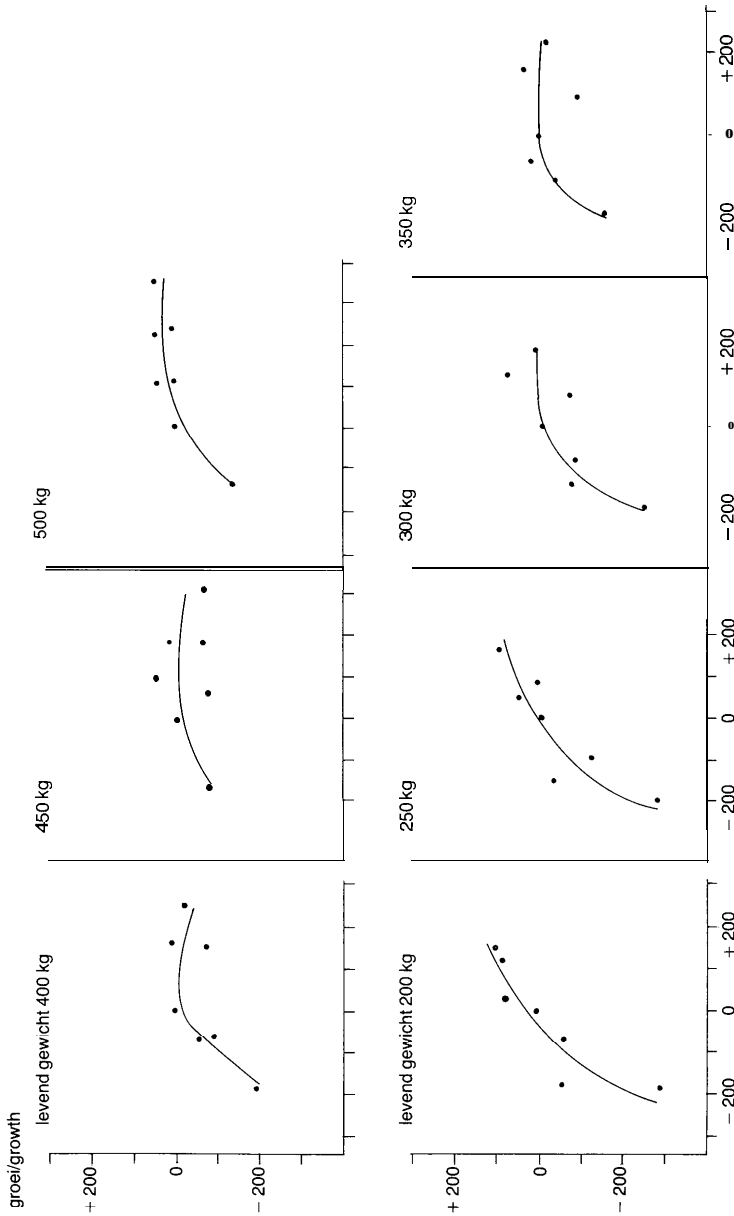 groei/growth
levend gewicht 400 kg
450 kg
500 kg
+ 200
0
− 200
levend gewicht 200 kg
250 kg
300 kg
350 kg
+ 200
0
− 200
− 200 0 + 200
− 200 0 + 200
− 200 0 + 200
− 200 0 + 200